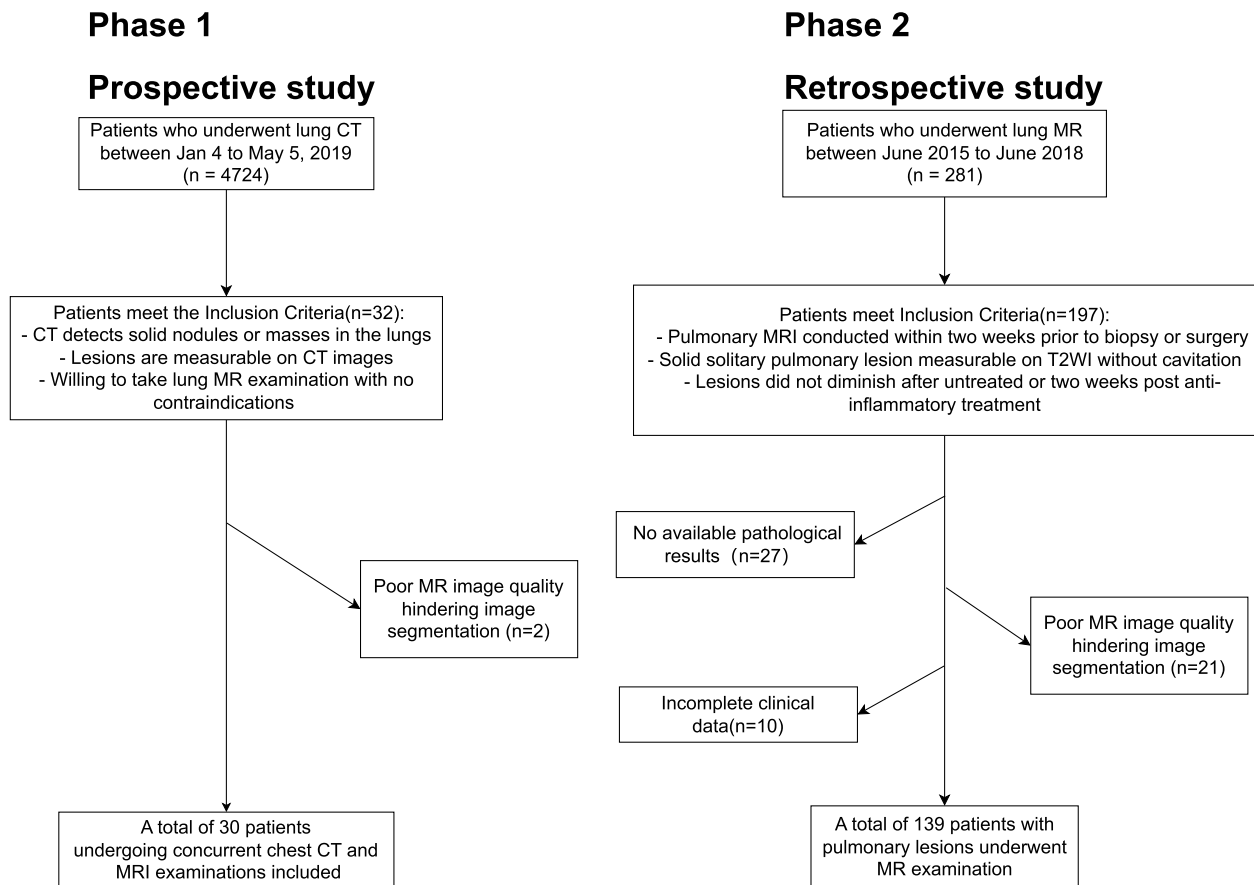 Phase 1
Prospective study
Patients who underwent lung CT
between Jan 4 to May 5, 2019
(n = 4724)
Patients meet the Inclusion Criteria(n=32):
- CT detects solid nodules or masses in the lungs
- Lesions are measurable on CT images
- Willing to take lung MR examination with no
contraindications
Poor MR image quality
hindering image
segmentation (n=2)
A total of 30 patients
undergoing concurrent chest CT and
MRI examinations included
Phase 2
Retrospective study
Patients who underwent lung MR
between June 2015 to June 2018
(n = 281)
Patients meet Inclusion Criteria(n=197):
- Pulmonary MRI conducted within two weeks prior to biopsy or surgery
- Solid solitary pulmonary lesion measurable on T2WI without cavitation
- Lesions did not diminish after untreated or two weeks post anti-
inflammatory treatment
No available pathological
results（n=27）
Poor MR image quality
hindering image
segmentation (n=21)
Incomplete clinical
data(n=10)
A total of 139 patients with
pulmonary lesions underwent
MR examination